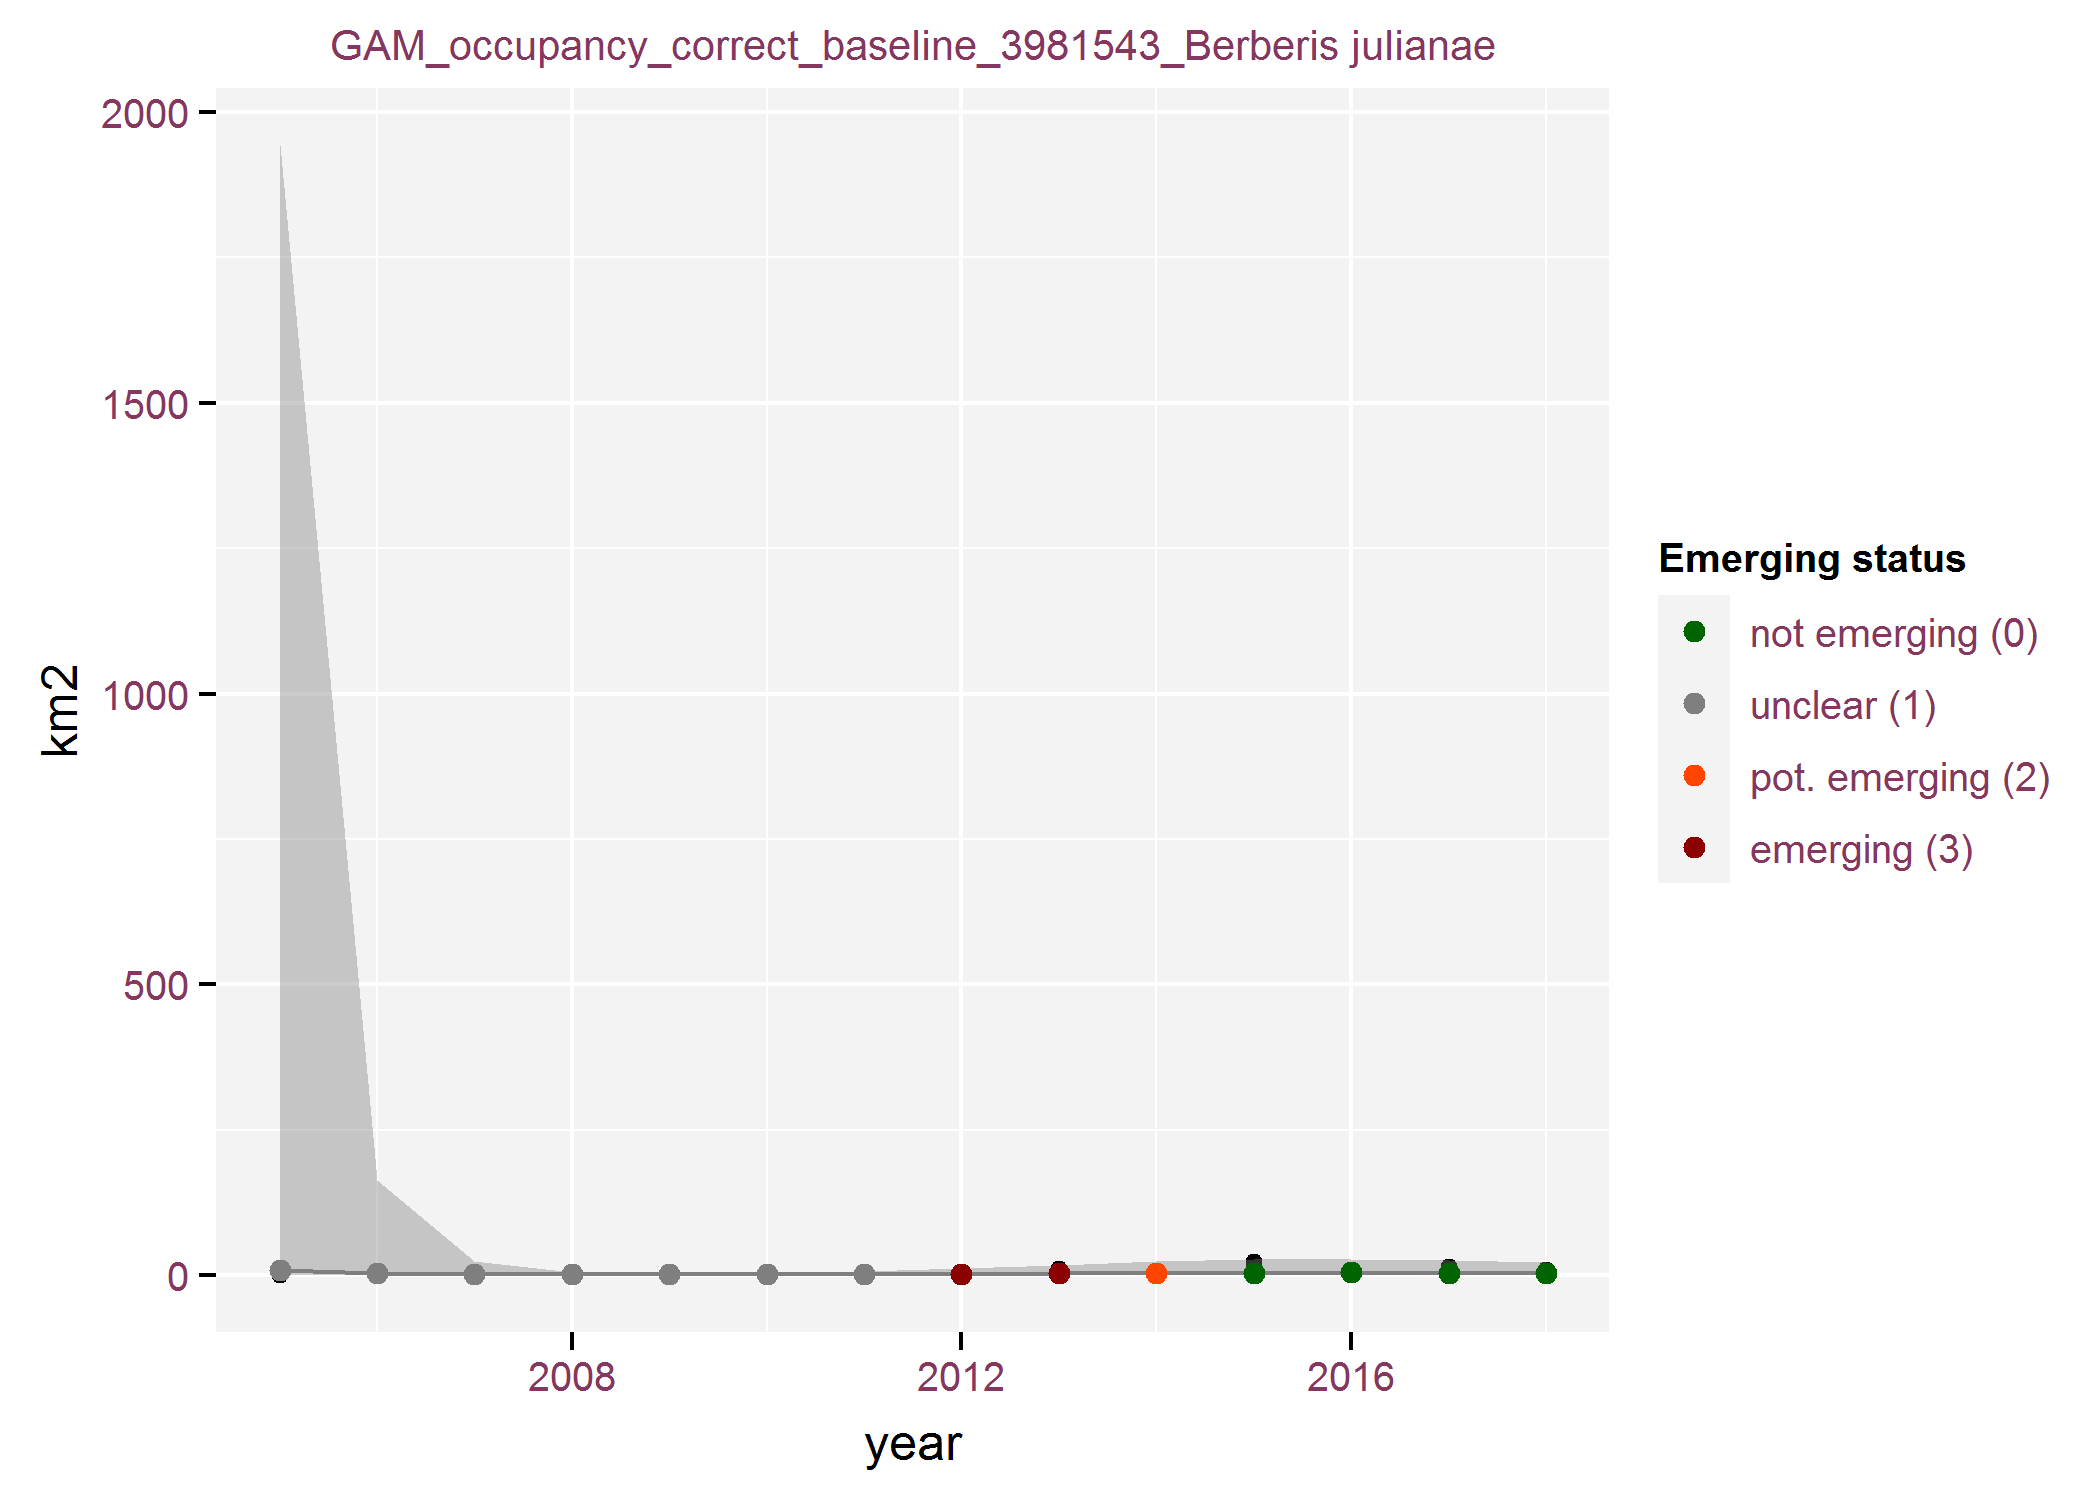 GAM_occupancy_correct_baseline_3981543_Berberis julianae
2000
1500
1000
500
0
km2
2008
2012
2016
year
Emerging status
not emerging (0)
unclear (1)
pot. emerging (2)
emerging (3)